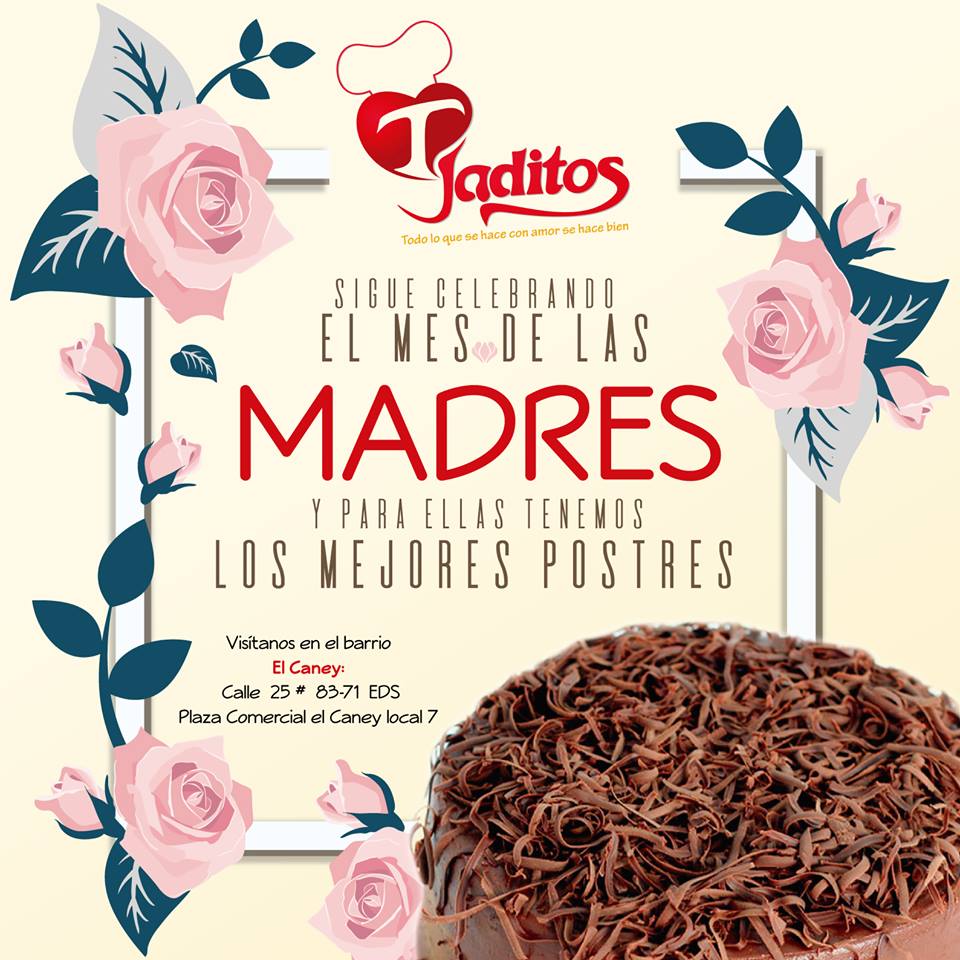 TJaditos
Todo lo que se hace con amor se hace bien
SIGUE CELEBRANDO
EL MES DE LAS
MADRES
Y PARA ELLAS TENEMOS
LOS MEJORES POSTRES
Visítanos en el barrio
El Caney:
Calle 25 # 83-71 EDS
Plaza Comercial el Caney local 7